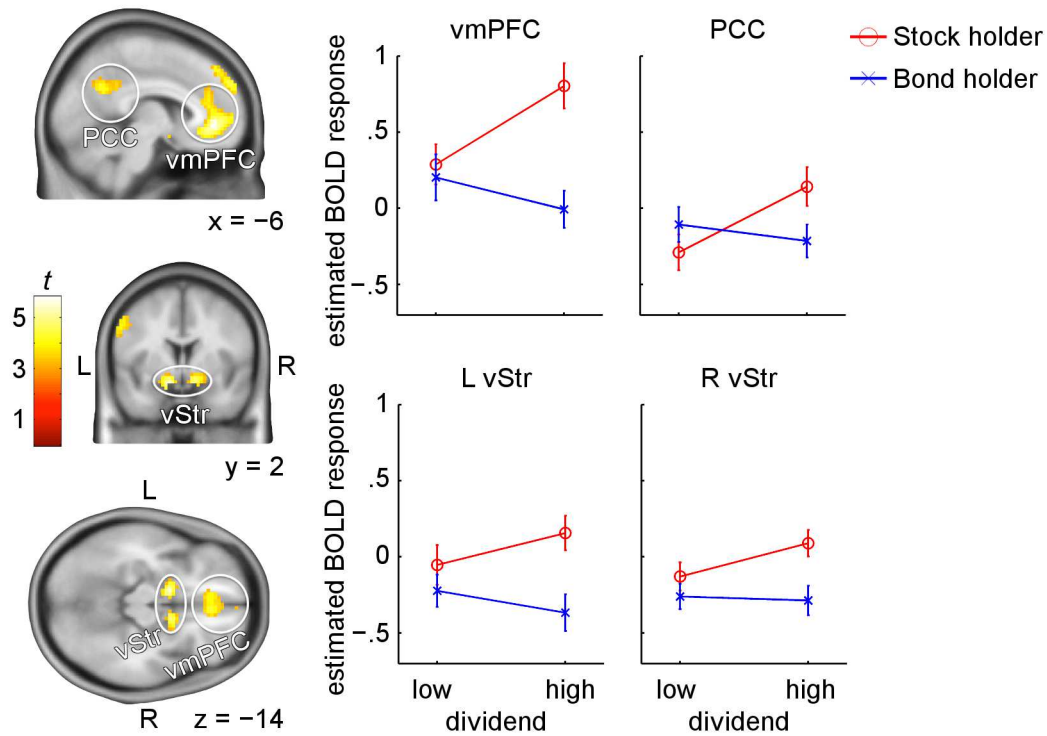 PCC
vmPFC
x = −6
t
5
3
1
L
R
vStr
y = 2
L
vStr
vmPFC
R
z = −14
vmPFC
PCC
Stock holder
Bond holder
estimated BOLD response
1
.5
0
−.5
L vStr
R vStr
estimated BOLD response
1
.5
0
−.5
low
high
low
high
dividend
dividend